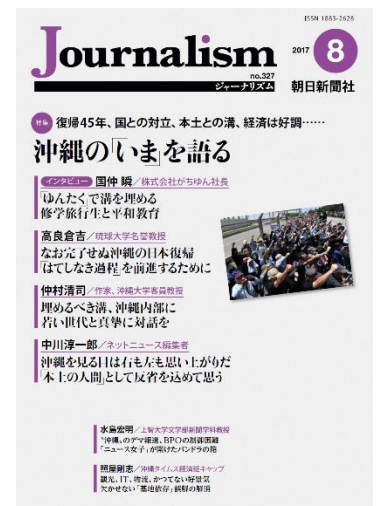 ISSN 1883-2628
Journalism
no.327
ジャーナリズム
2017
8
朝日新聞社
特集 復帰45年、国との対立、本土との溝、経済は好調……
沖縄の「いま」を語る
インタビュー 国仲 瞬/株式会社がちゆん社長
「ゆんたく」で溝を埋める
修学旅行生と平和教育
高良倉吉/琉球大学名誉教授
なお完了せぬ沖縄の日本復帰
「はてしなき過程」を前進するために
仲村清司/作家、沖縄大学客員教授
埋めるべき溝、沖縄内部に
若い世代と真摯に対話を
中川淳一郎/ネットニュース編集者
沖縄を見る目は右も左も思い上がりだ
「本土の人間」として反省を込めて思う
水島宏明/上智大学文学部新聞学科教授
"沖縄"のデマ報道、BPOの制御困難
「ニュース女子」が開けたパンドラの箱
照屋剛志/沖縄タイムス経済班キャップ
観光、IT、物流、かつてない好景気
欠かせない「基地依存」誤解の解消